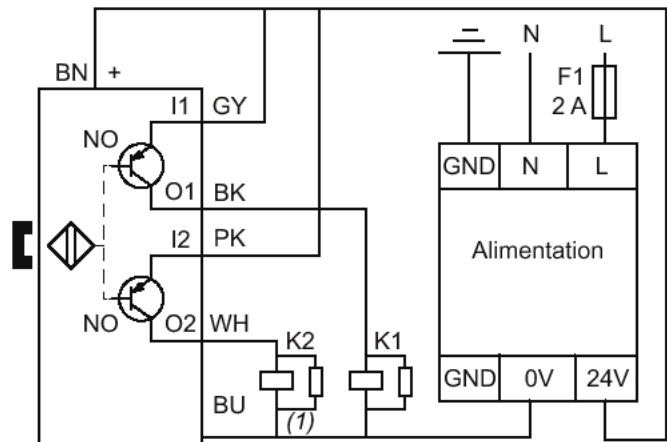 N L
BN +
F1
2 A
I1 GY
NO
GND N L
O1 BK
I2 PK
Alimentation
NO
O2 WH
K2 K1
GND 0V 24V
BU
(1)